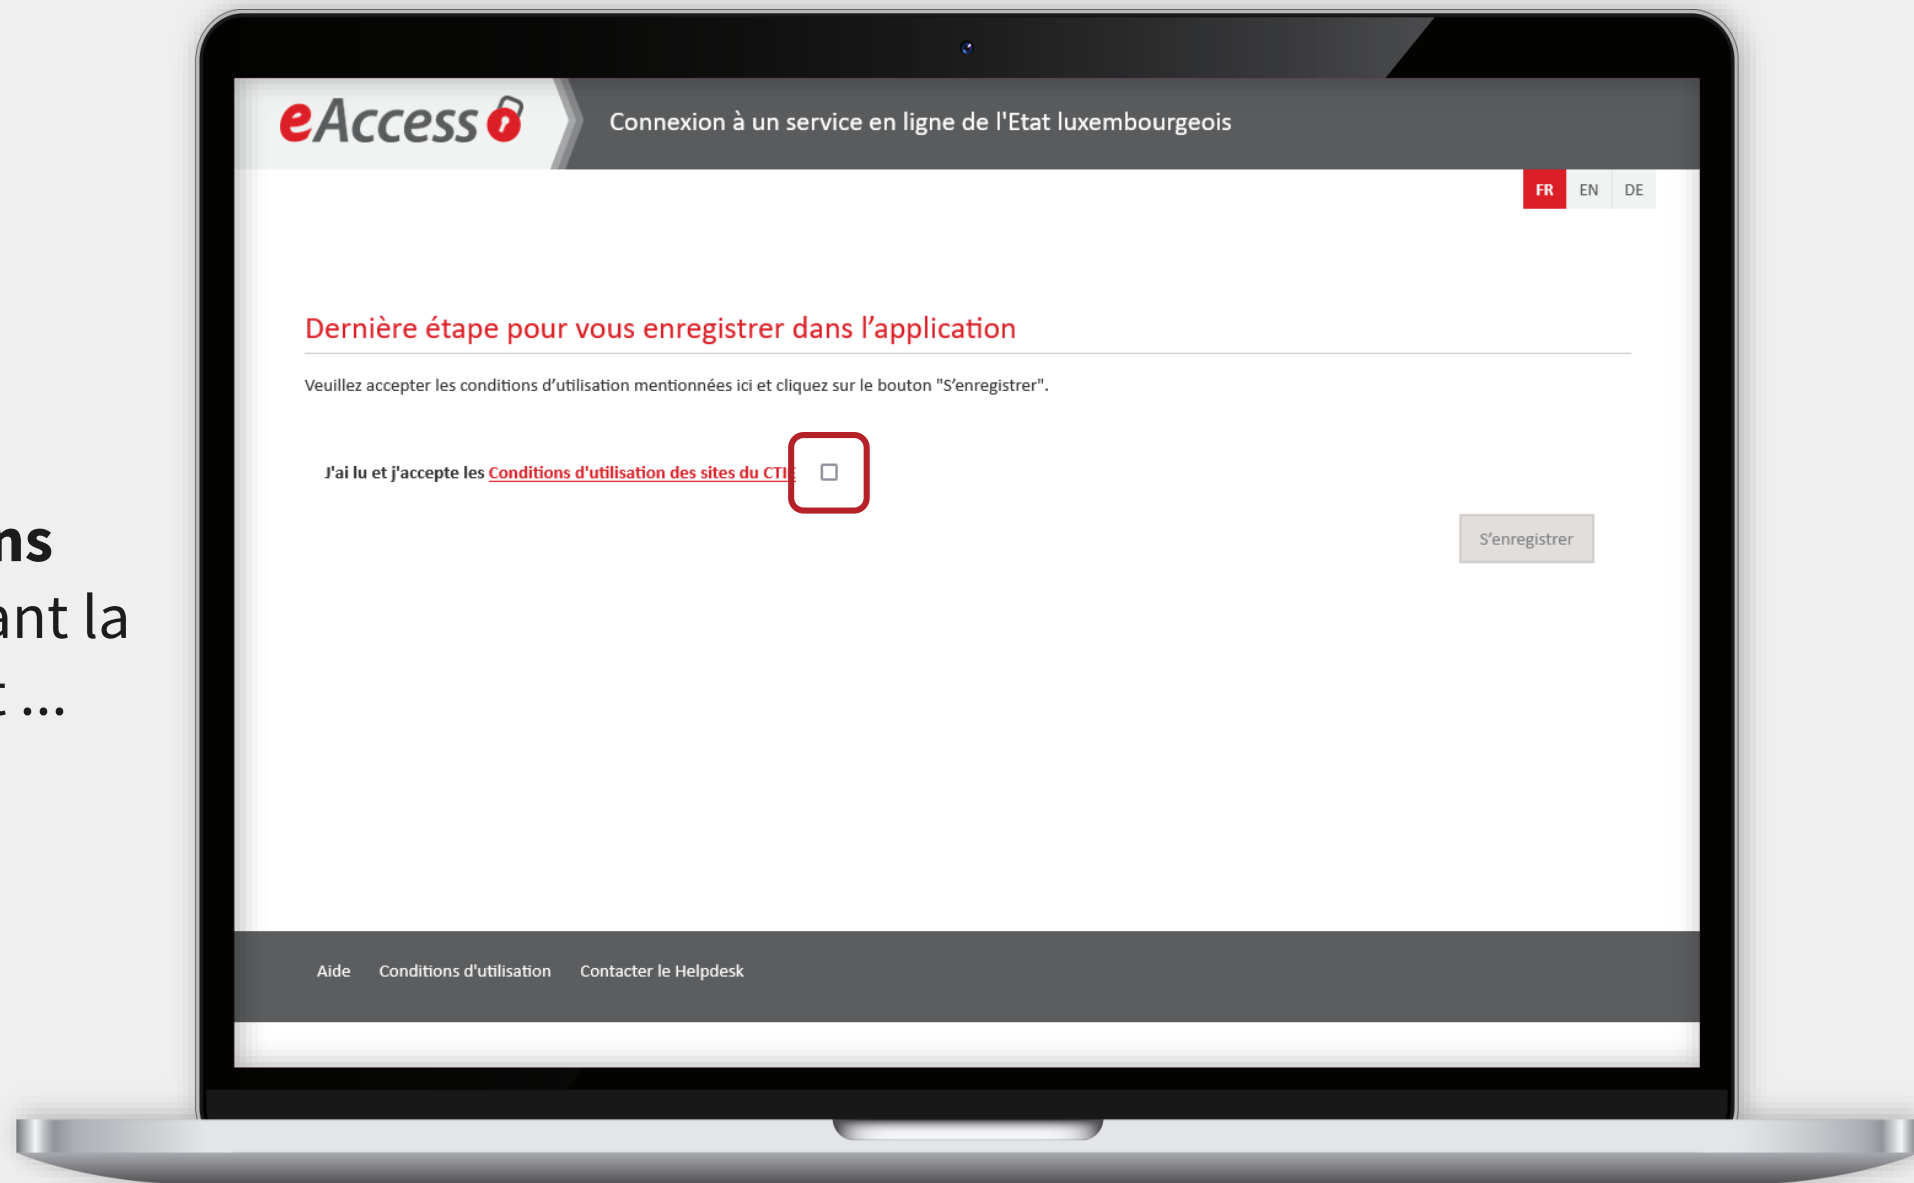 eAccess
Connexion à un service en ligne de l'Etat luxembourgeois
FR EN DE
Dernière étape pour vous enregistrer dans l’application
Veuillez accepter les conditions d’utilisation mentionnées ici et cliquez sur le bouton "S’enregistrer".
J'ai lu et j'accepte les Conditions d'utilisation des sites du CTIE
S’enregistrer
la
...
Aide Conditions d'utilisation Contacter le Helpdesk